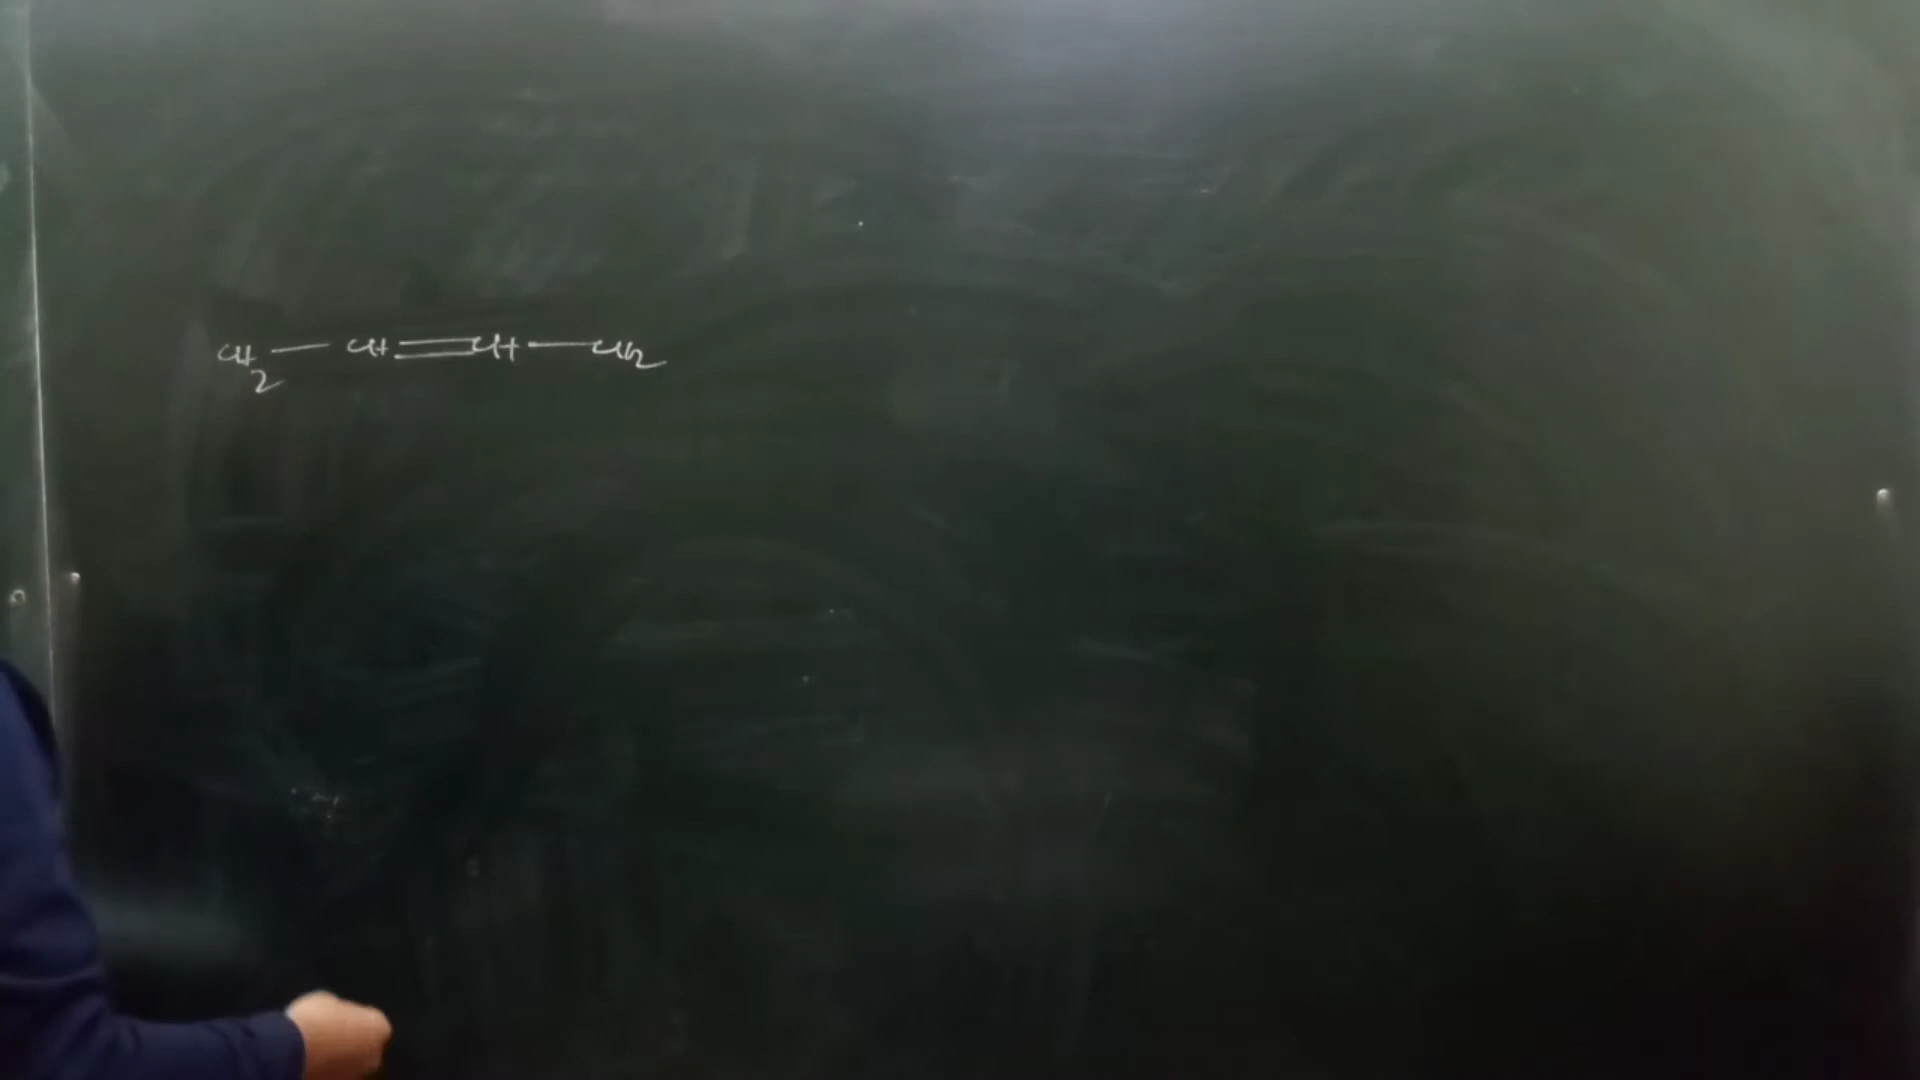 CH2 — CH = CH — CH2